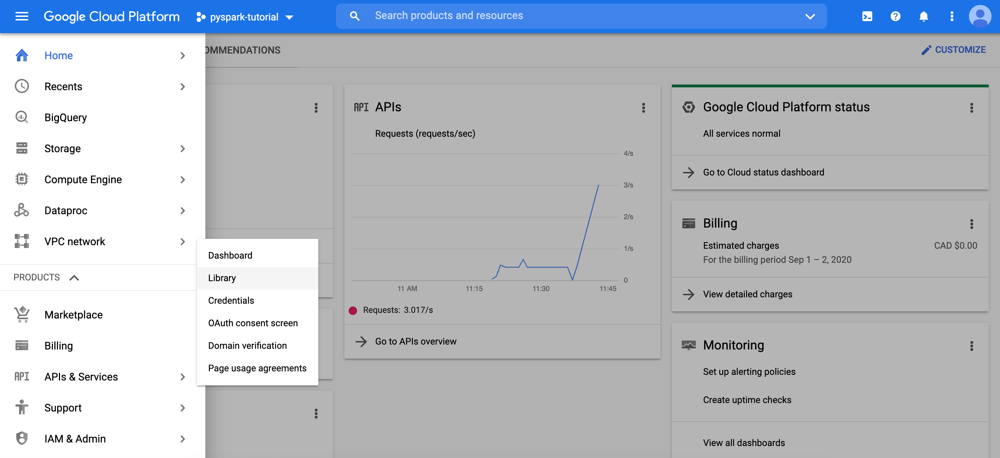 Google Cloud Platform
pyspark-tutorial
Search products and resources
Home
Recents
BigQuery
Storage
Compute Engine
Dataproc
VPC network
PRODUCTS
Marketplace
Billing
API
APIs & Services
Support
IAM & Admin
Dashboard
Library
Credentials
OAuth consent screen
Domain verification
Page usage agreements
OMMENDATIONS
CUSTOMIZE
API
APIs
Requests (requests/sec)
4/s
3/s
2/s
1/s
0
11 AM
11:15
11:30
11:45
Requests: 3.017/s
Go to APIs overview
Google Cloud Platform status
All services normal
Go to Cloud status dashboard
Billing
Estimated charges
CAD $0.00
For the billing period Sep 1 – 2, 2020
View detailed charges
Monitoring
Set up alerting policies
Create uptime checks
View all dashboards